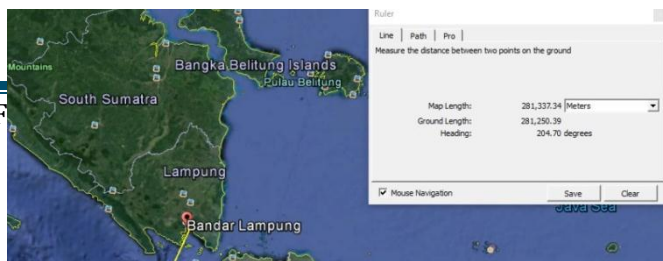 Ruler
Line Path Pro
Measure the distance between two points on the ground
Map Length: 281,337.34 Meters
Ground Length: 281,250.39
Heading: 204.70 degrees
Mouse Navigation Save Clear
Mountains
Bangka Belitung Islands
Pulau Belitung
South Sumatra
F
Lampung
Bandar Lampung
Java Sea